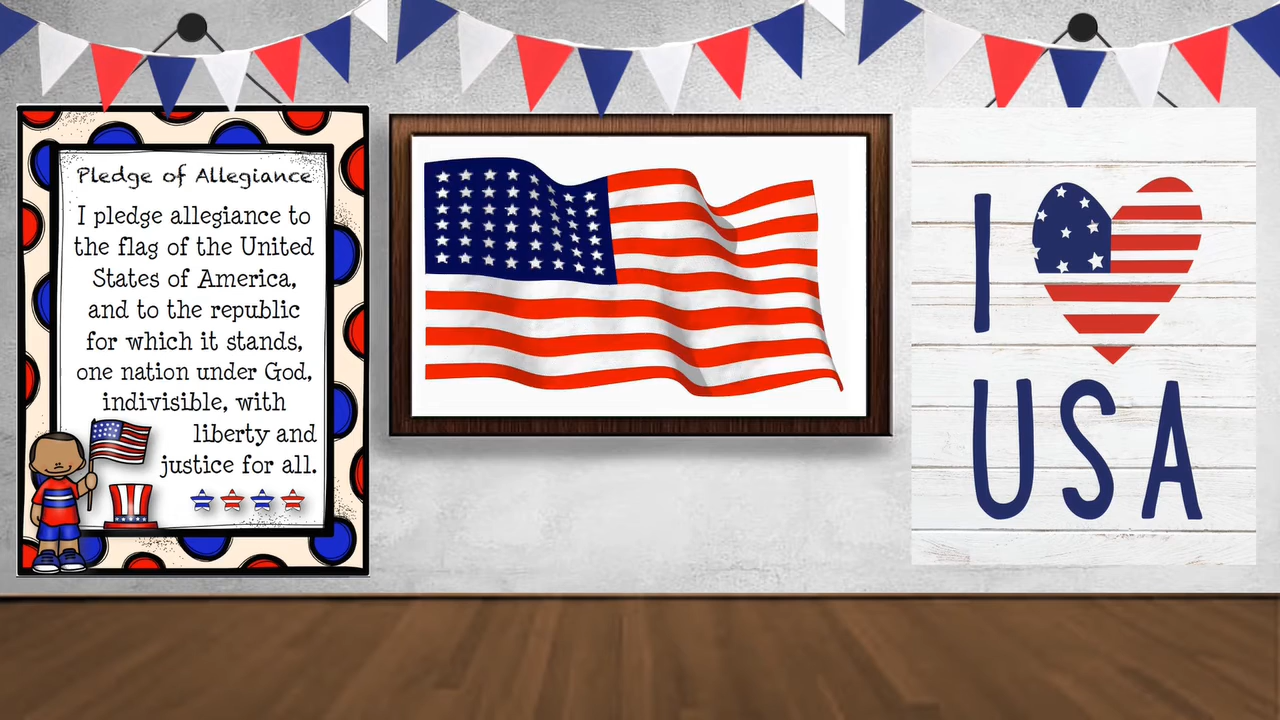 Pledge of Allegiance
I pledge allegiance to
the flag of the United
States of America,
and to the republic
for which it stands,
one nation under God,
indivisible, with
liberty and
justice for all.
I
USA